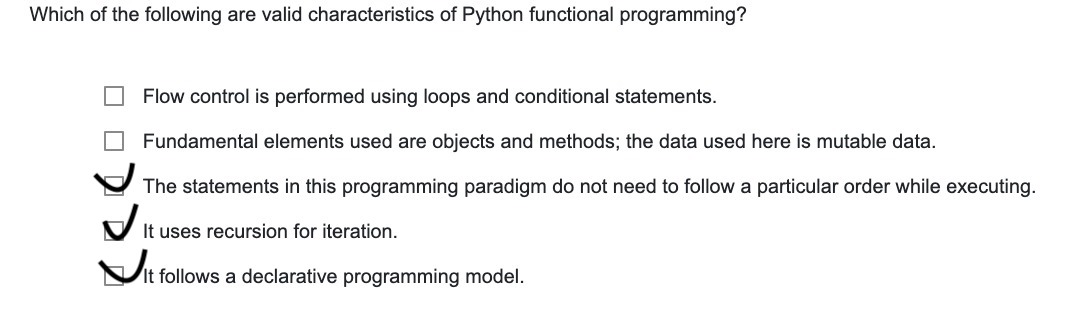 Which of the following are valid characteristics of Python functional programming?
Flow control is performed using loops and conditional statements.
Fundamental elements used are objects and methods; the data used here is mutable data.
The statements in this programming paradigm do not need to follow a particular order while executing.
It uses recursion for iteration.
It follows a declarative programming model.